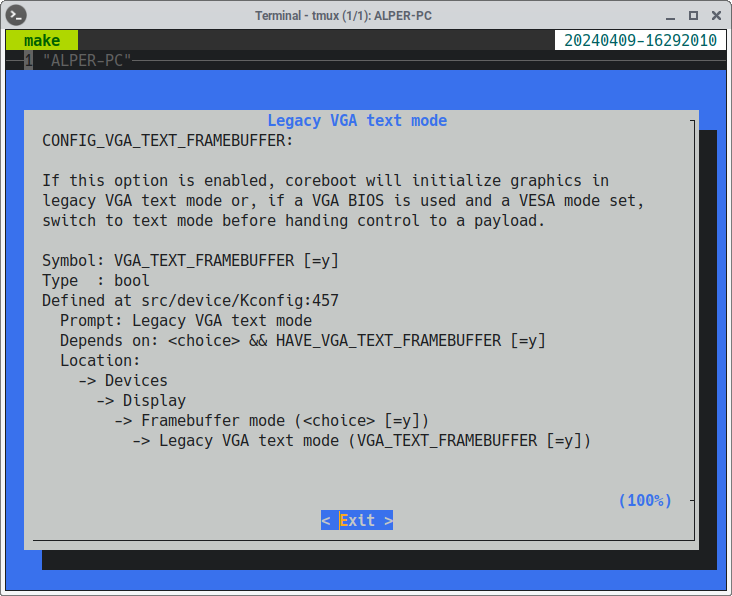 Terminal - tmux (1/1): ALPER-PC
make
20240409-16292010
1 "ALPER-PC"
Legacy VGA text mode
CONFIG_VGA_TEXT_FRAMEBUFFER:
If this option is enabled, coreboot will initialize graphics in
legacy VGA text mode or, if a VGA BIOS is used and a VESA mode set,
switch to text mode before handing control to a payload.
Symbol: VGA_TEXT_FRAMEBUFFER [=y]
Type  : bool
Defined at src/device/Kconfig:457
  Prompt: Legacy VGA text mode
  Depends on: <choice> && HAVE_VGA_TEXT_FRAMEBUFFER [=y]
  Location:
    -> Devices
      -> Display
        -> Framebuffer mode (<choice> [=y])
          -> Legacy VGA text mode (VGA_TEXT_FRAMEBUFFER [=y])
(100%)
< Exit >